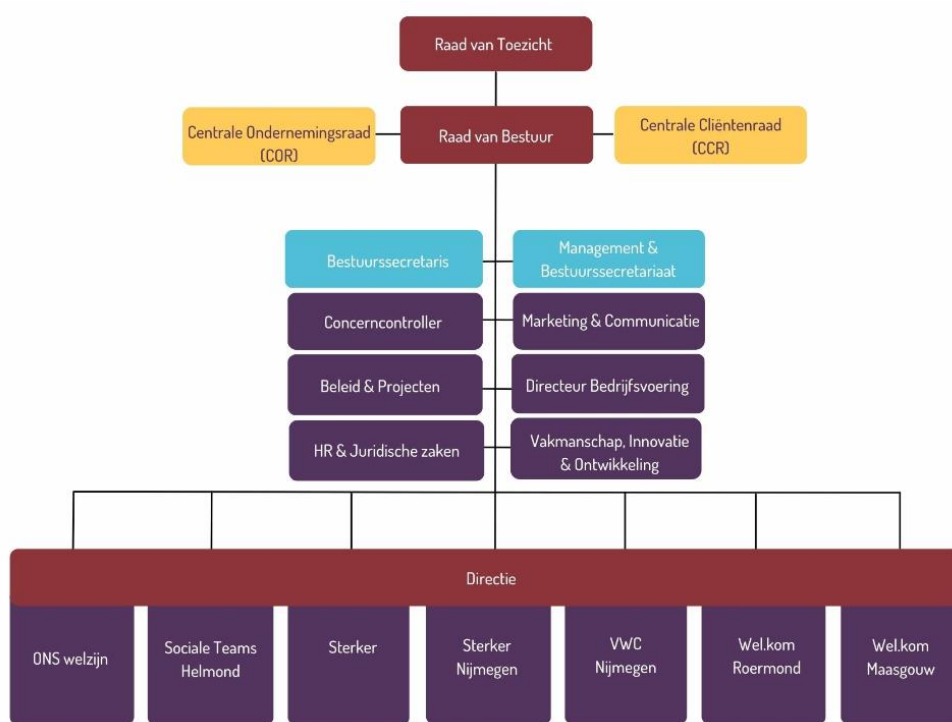 Raad van Toezicht
Centrale Ondernemingsraad
(COR)
Raad van Bestuur
Centrale Cliëntenraad
(CCR)
Bestuurssecretaris
Management &
Bestuurssecretariaat
Concerncontroller
Marketing & Communicatie
Beleid & Projecten
Directeur Bedrijfsvoering
HR & Juridische zaken
Vakmanschap, Innovatie
& Ontwikkeling
Directie
ONS welzijn
Sociale Teams
Helmond
Sterker
Sterker
Nijmegen
VWC
Nijmegen
Wel.kom
Roermond
Wel.kom
Maasgouw